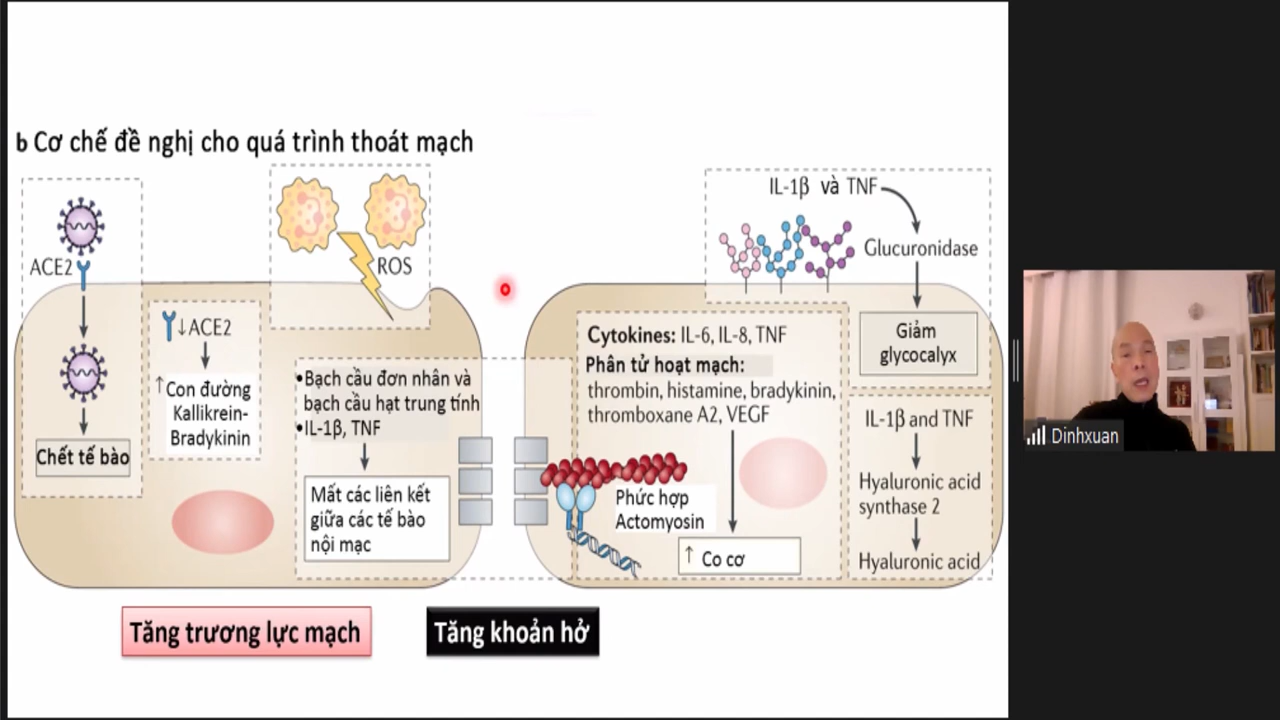 b Cơ chế đề nghị cho quá trình thoát mạch
ACE2
Chết tế bào
↓ACE2
↑Con đường
Kallikrein-
Bradykinin
ROS
•Bạch cầu đơn nhân và
bạch cầu hạt trung tính
•IL-1β, TNF
Mất các liên kết
giữa các tế bào
nội mạc
Cytokines: IL-6, IL-8, TNF
Phân tử hoạt mạch:
thrombin, histamine, bradykinin,
thromboxane A2, VEGF
Phức hợp
Actomyosin
↑ Co cơ
IL-1β và TNF
Glucuronidase
Giảm
glycocalyx
IL-1β and TNF
Hyaluronic acid
synthase 2
Hyaluronic acid
Tăng trương lực mạch
Tăng khoản hở
Dinhxuan